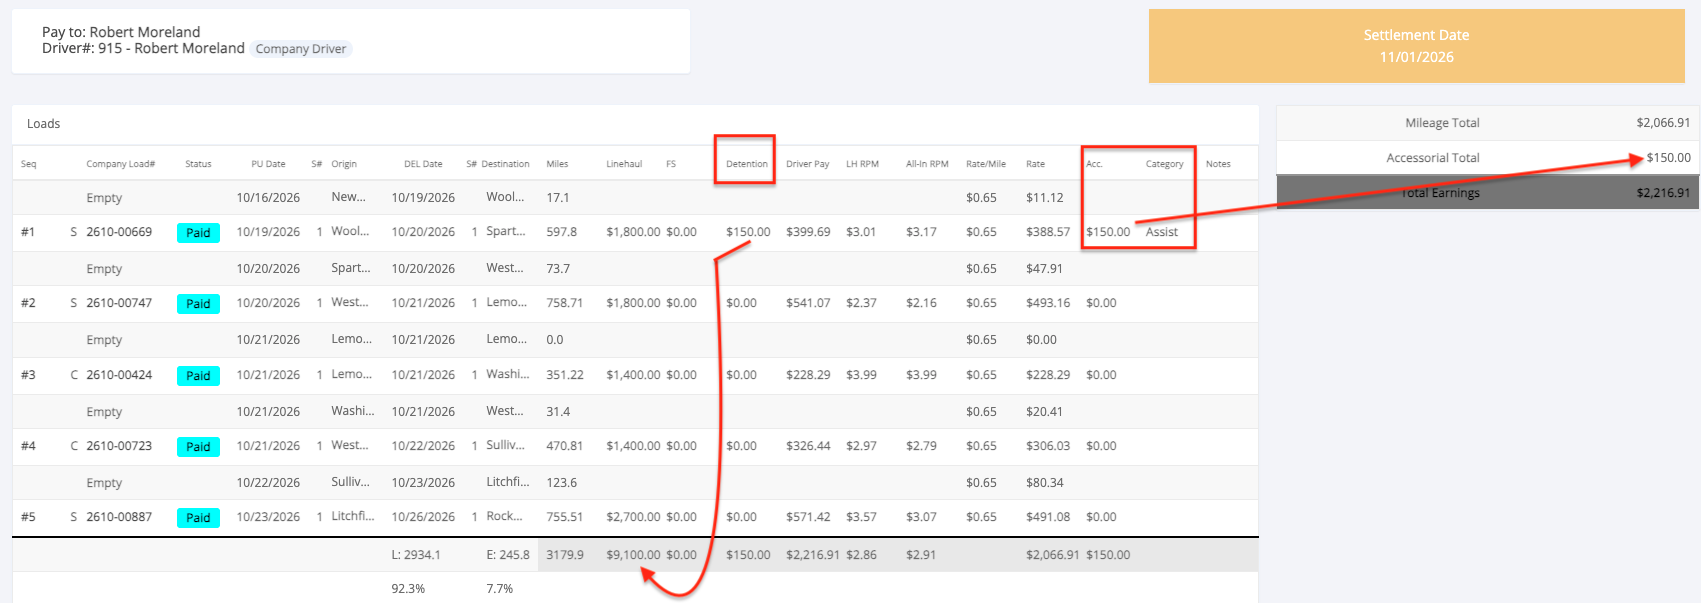 Pay to: Robert Moreland
Driver#: 915 - Robert Moreland Company Driver
Settlement Date
11/01/2026
Loads
Seq Company Load# Status PU Date S# Origin DEL Date S# Destination Miles Linehaul FS Detention Driver Pay LH RPM All-In RPM Rate/Mile Rate Acc. Category Notes
Empty 10/16/2026 New... 10/19/2026 Wool... 17.1 $0.65 $11.12
#1 S 2610-00669 Paid 10/19/2026 1 Wool... 10/20/2026 1 Spart... 597.8 $1,800.00 $0.00 $150.00 $399.69 $3.01 $3.17 $0.65 $388.57 $150.00 Assist
Empty 10/20/2026 Spart... 10/20/2026 West... 73.7 $0.65 $47.91
#2 S 2610-00747 Paid 10/20/2026 1 West... 10/21/2026 1 Lemo... 758.71 $1,800.00 $0.00 $0.00 $541.07 $2.37 $2.16 $0.65 $493.16 $0.00
Empty 10/21/2026 Lemo... 10/21/2026 Lemo... 0.0 $0.65 $0.00
#3 C 2610-00424 Paid 10/21/2026 1 Lemo... 10/21/2026 1 Washi... 351.22 $1,400.00 $0.00 $0.00 $228.29 $3.99 $3.99 $0.65 $228.29 $0.00
Empty 10/21/2026 Washi... 10/21/2026 West... 31.4 $0.65 $20.41
#4 C 2610-00723 Paid 10/21/2026 1 West... 10/22/2026 1 Sulliv... 470.81 $1,400.00 $0.00 $0.00 $326.44 $2.97 $2.79 $0.65 $306.03 $0.00
Empty 10/22/2026 Sulliv... 10/23/2026 Litchfi... 123.6 $0.65 $80.34
#5 S 2610-00887 Paid 10/23/2026 1 Litchfi... 10/26/2026 1 Rock... 755.51 $2,700.00 $0.00 $0.00 $571.42 $3.57 $3.07 $0.65 $491.08 $0.00
L: 2934.1 E: 245.8 3179.9 $9,100.00 $0.00 $150.00 $2,216.91 $2.86 $2.91 $2,066.91 $150.00
92.3% 7.7%
Mileage Total $2,066.91
Accessorial Total $150.00
Total Earnings $2,216.91